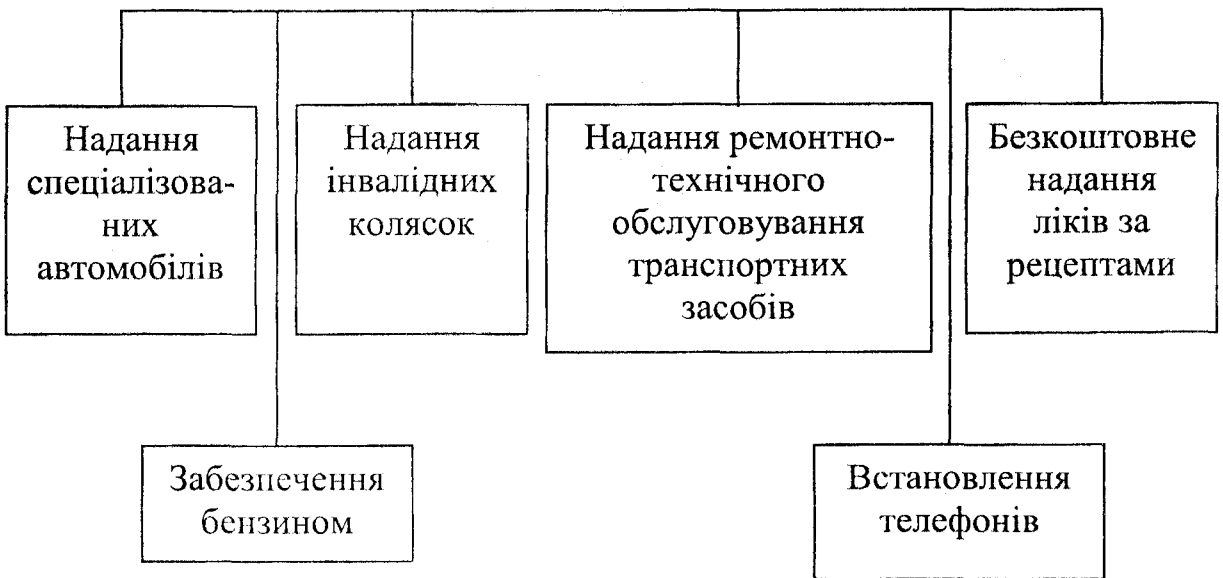 Надання
спеціалізова-
них
автомобілів
Надання
інвалідних
колясок
Надання ремонтно-
технічного
обслуговування
транспортних
засобів
Безкоштовне
надання
ліків за
рецептами
Забезпечення
бензином
Встановлення
телефонів